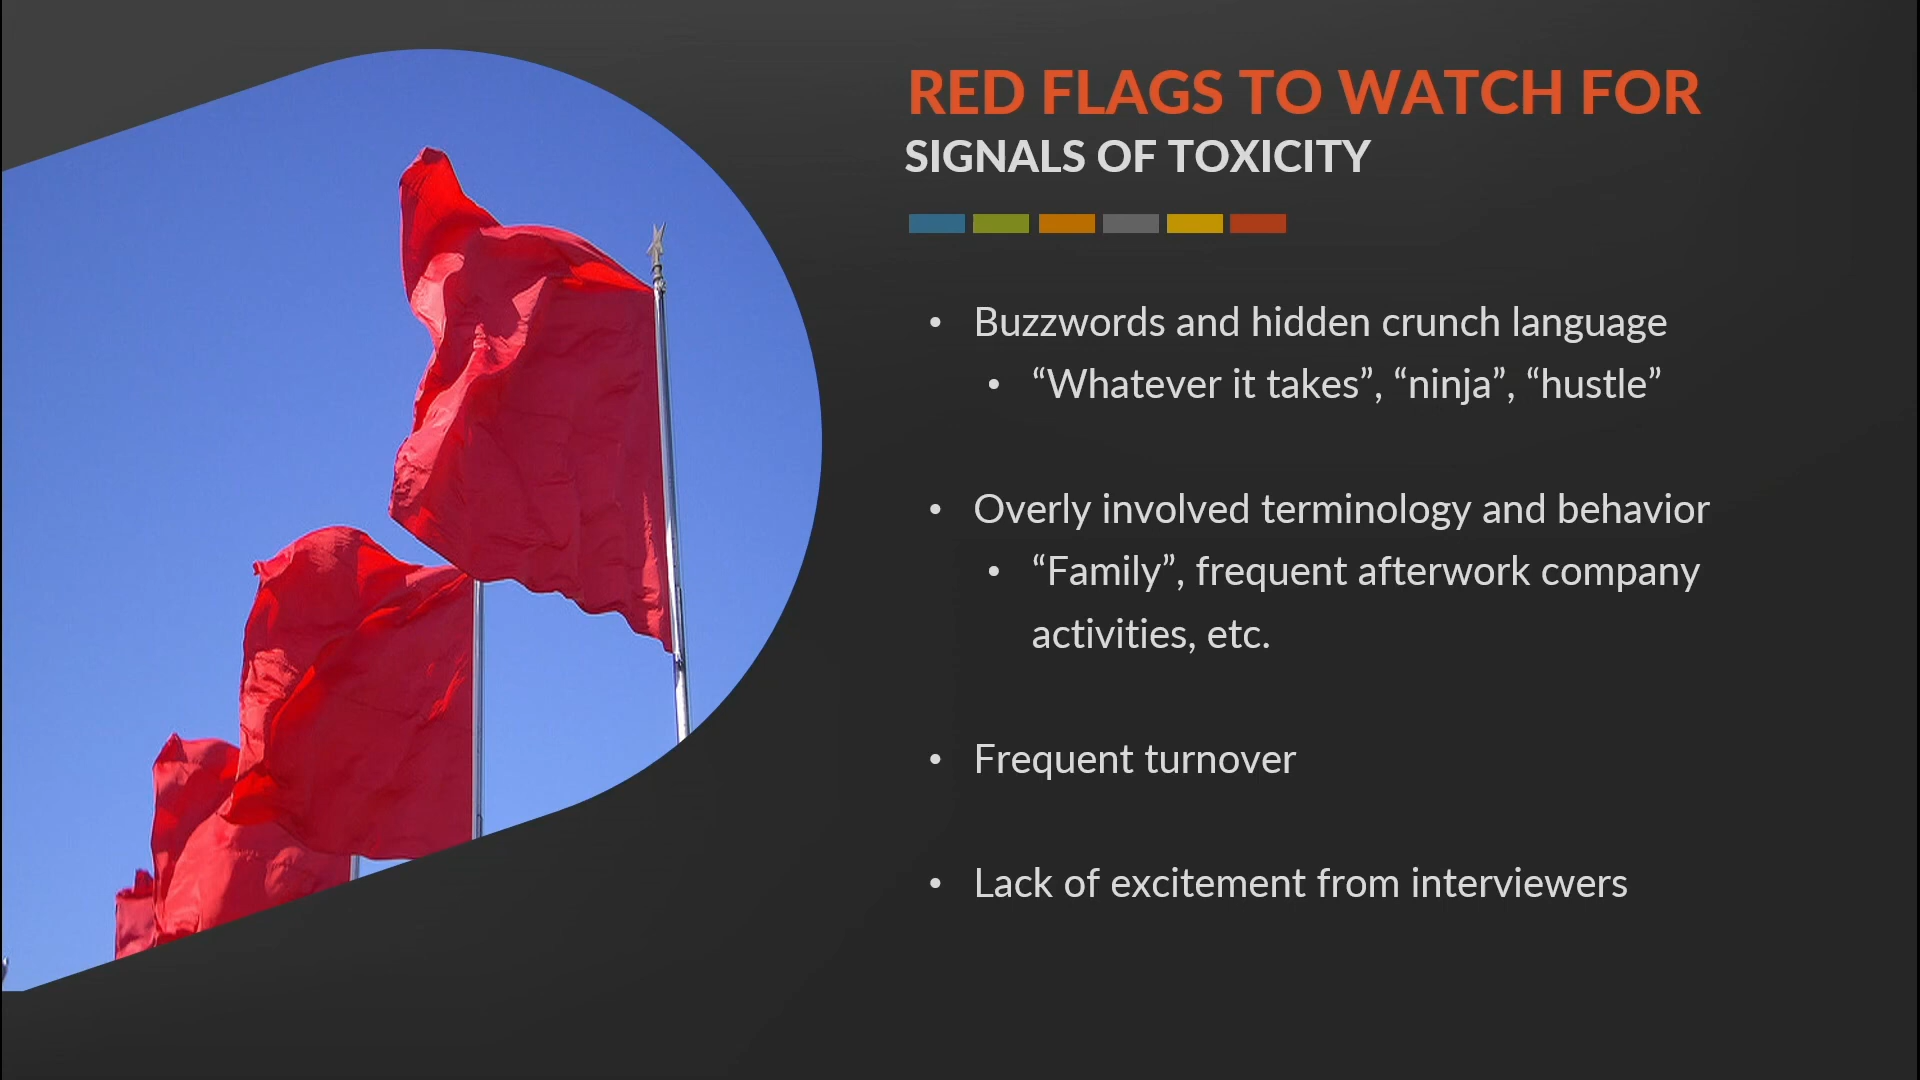 RED FLAGS TO WATCH FOR
SIGNALS OF TOXICITY
• Buzzwords and hidden crunch language
• “Whatever it takes”, “ninja”, “hustle”
• Overly involved terminology and behavior
• “Family”, frequent afterwork company
activities, etc.
• Frequent turnover
• Lack of excitement from interviewers